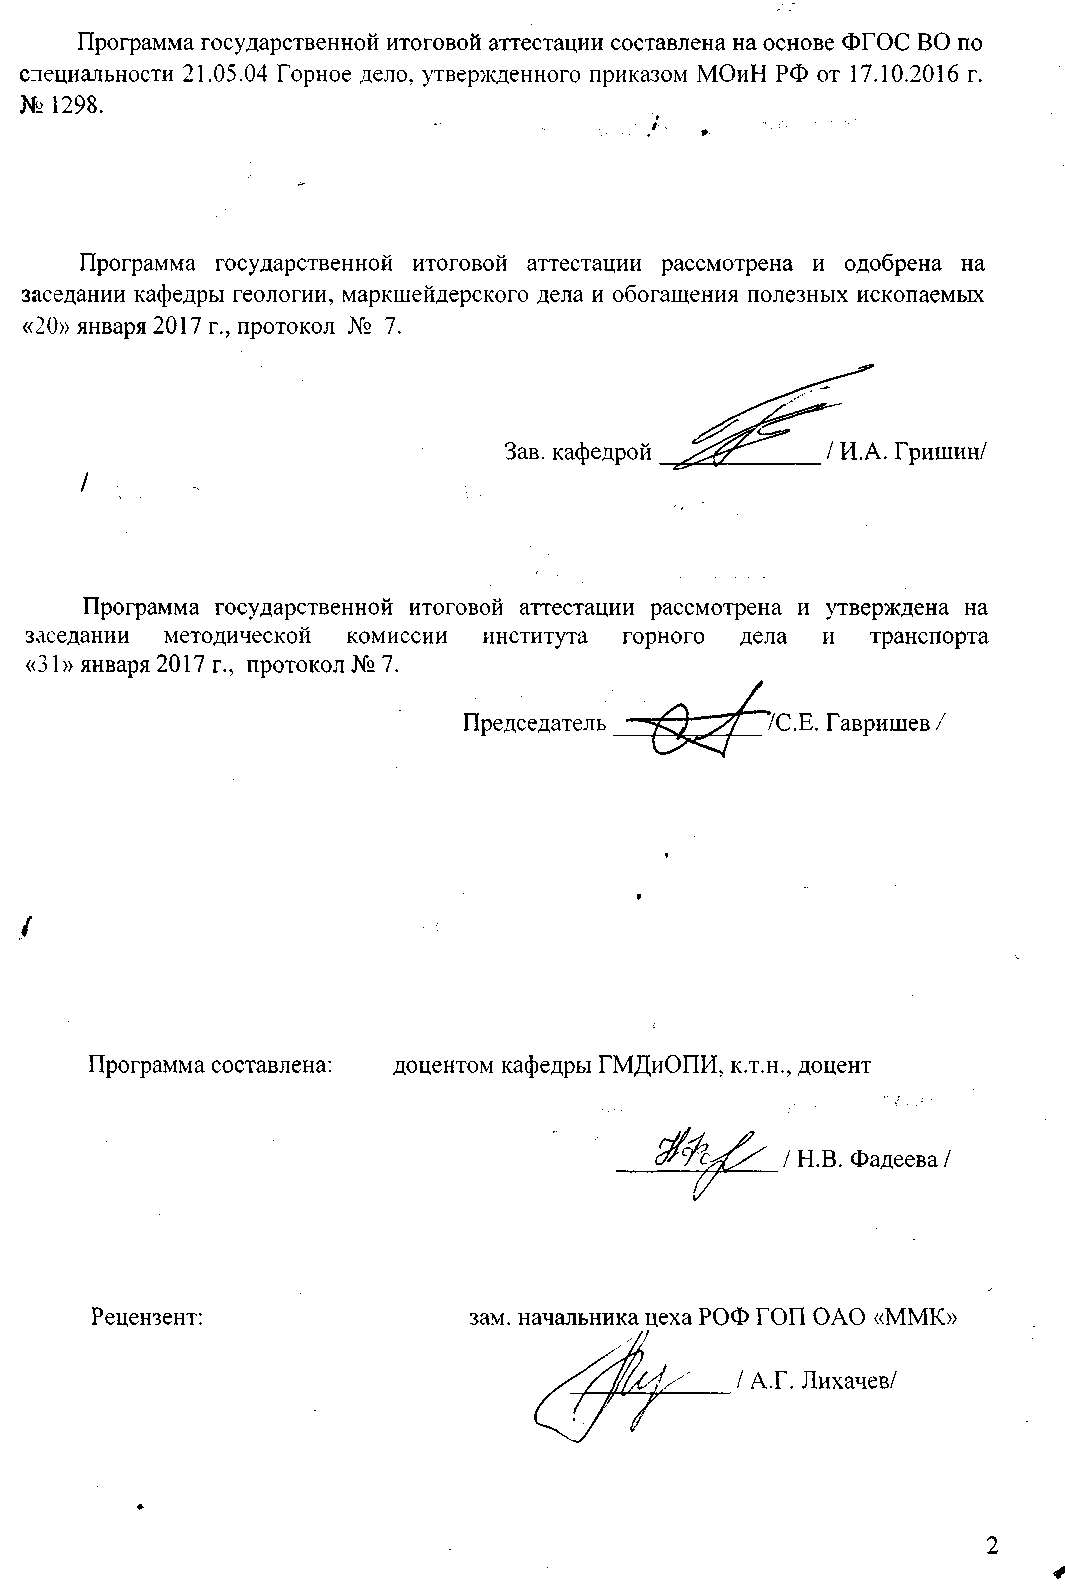 Программа государственной итоговой аттестации составлена на основе ФГОС ВО по
специальности 21.05.04 Горное дело, утвержденного приказом МОиН РФ от 17.10.2016 г.
№ 1298.
Программа государственной итоговой аттестации рассмотрена и одобрена на
заседании кафедры геологии, маркшейдерского дела и обогащения полезных ископаемых
«20» января 2017 г., протокол № 7.
Зав. кафедрой / И.А. Гришин/
/
Программа государственной итоговой аттестации рассмотрена и утверждена на
заседании методической комиссии института горного дела и транспорта
«31» января 2017 г., протокол № 7.
Председатель /С.Е. Гавришев /
Программа составлена: доцентом кафедры ГМДиОПИ, к.т.н., доцент
/ Н.В. Фадеева /
Рецензент: зам. начальника цеха РОФ ГОП ОАО «ММК»
/ А.Г. Лихачев/
2